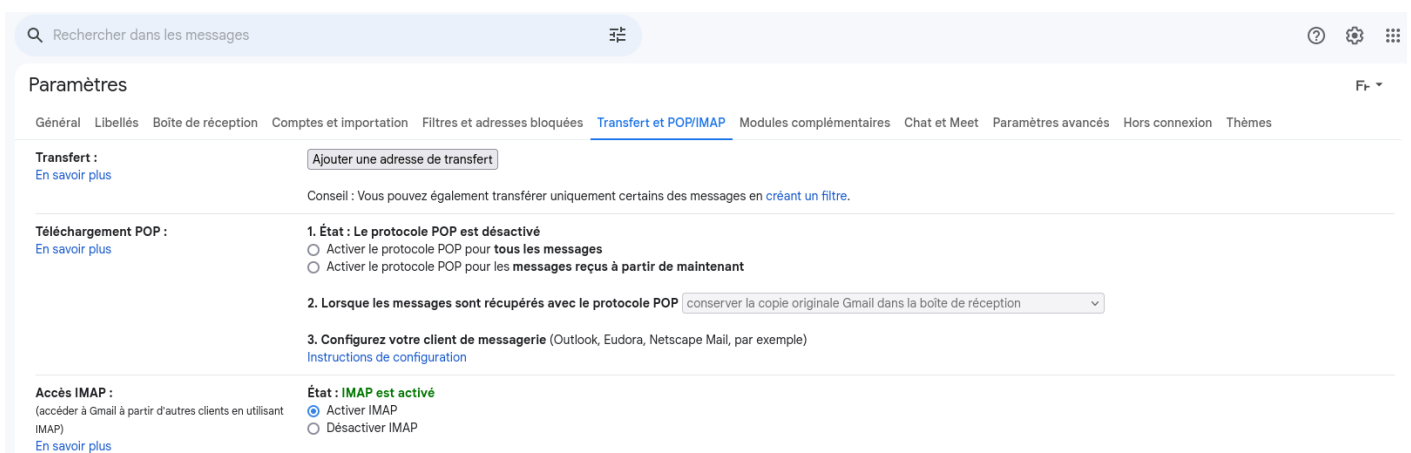 Rechercher dans les messages
Paramètres
Fr
Général Libellés Boîte de réception Comptes et importation Filtres et adresses bloquées Transfert et POP/IMAP Modules complémentaires Chat et Meet Paramètres avancés Hors connexion Thèmes
Transfert :
En savoir plus
Ajouter une adresse de transfert
Conseil : Vous pouvez également transférer uniquement certains des messages en créant un filtre.
Téléchargement POP :
En savoir plus
1. État : Le protocole POP est désactivé
Activer le protocole POP pour tous les messages
Activer le protocole POP pour les messages reçus à partir de maintenant
2. Lorsque les messages sont récupérés avec le protocole POP conserver la copie originale Gmail dans la boîte de réception
3. Configurez votre client de messagerie (Outlook, Eudora, Netscape Mail, par exemple)
Instructions de configuration
Accès IMAP :
(accéder à Gmail à partir d'autres clients en utilisant
IMAP)
En savoir plus
État : IMAP est activé
Activer IMAP
Désactiver IMAP